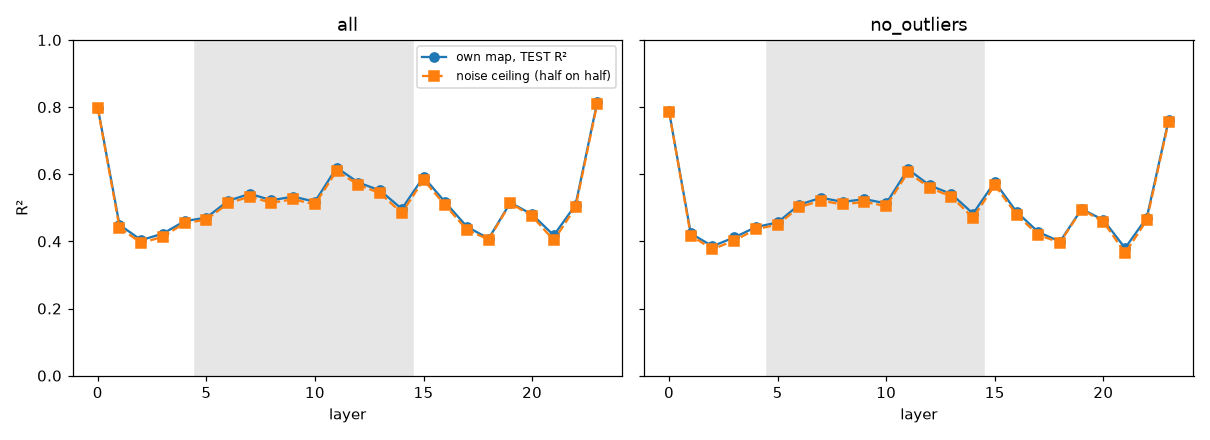 all
no_outliers
own map, TEST R²
noise ceiling (half on half)
R²
1.0
0.8
0.6
0.4
0.2
0.0
0 5 10 15 20
0 5 10 15 20
layer
layer